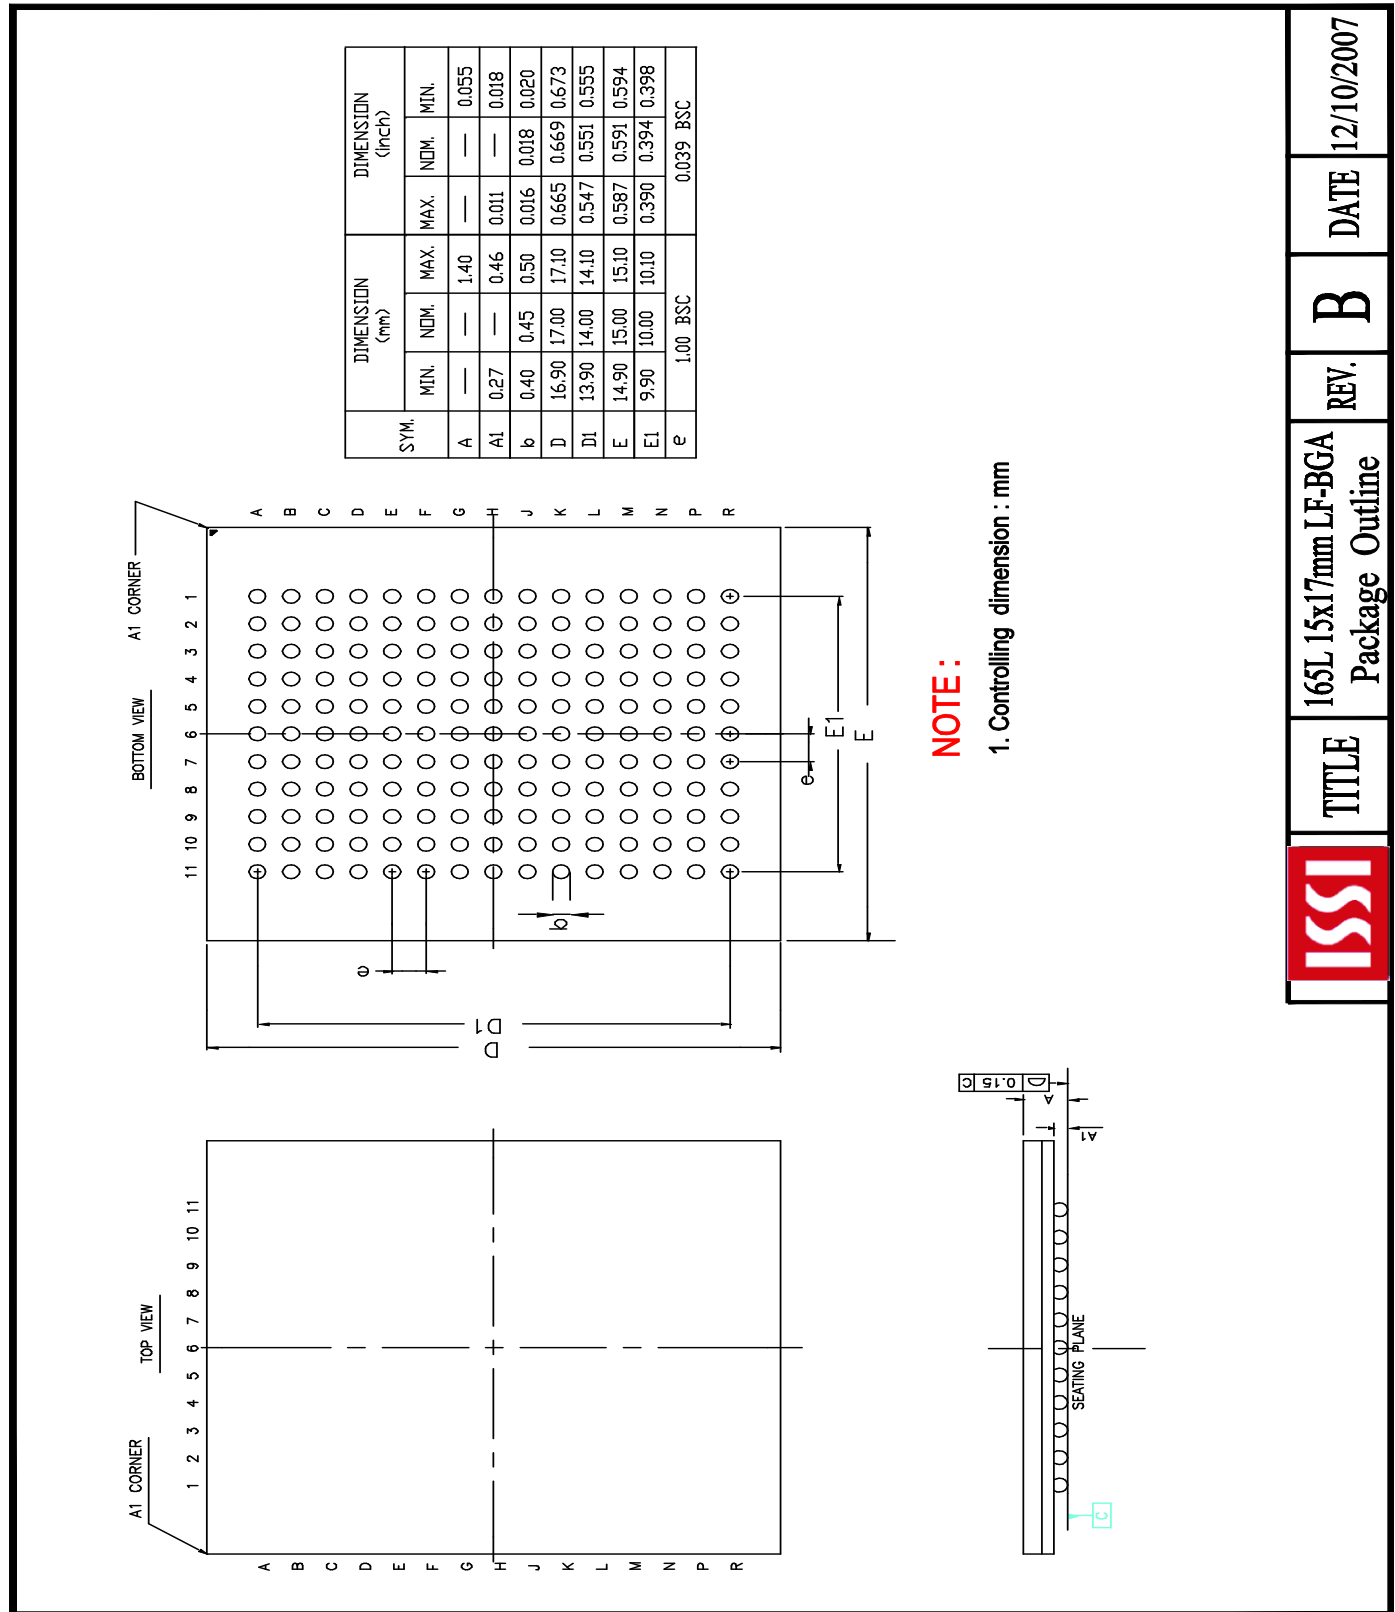 TOP VIEW
A1 CORNER
1 2 3 4 5 6 7 8 9 10 11
A
B
C
D
E
F
G
H
J
K
L
M
N
P
R
BOTTOM VIEW
A1 CORNER
11 10 9 8 7 6 5 4 3 2 1
A
B
C
D
E
F
G
H
J
K
L
M
N
P
R
e
D1
D
b
e
E1
E
SYM. DIMENSION (mm) DIMENSION (inch)
MIN. NOM. MAX. MAX. NOM. MIN.
A — — 1.40 — — 0.055
A1 0.27 — 0.46 0.011 — 0.018
b 0.40 0.45 0.50 0.016 0.018 0.020
D 16.90 17.00 17.10 0.665 0.669 0.673
D1 13.90 14.00 14.10 0.547 0.551 0.555
E 14.90 15.00 15.10 0.587 0.591 0.594
E1 9.90 10.00 10.10 0.390 0.394 0.398
e 1.00 BSC 0.039 BSC
D 0.15 C
A
A1
SEATING PLANE
C
NOTE :
1. Controlling dimension : mm
ISSI
TITLE
165L 15x17mm LF-BGA
Package Outline
REV.
B
DATE
12/10/2007